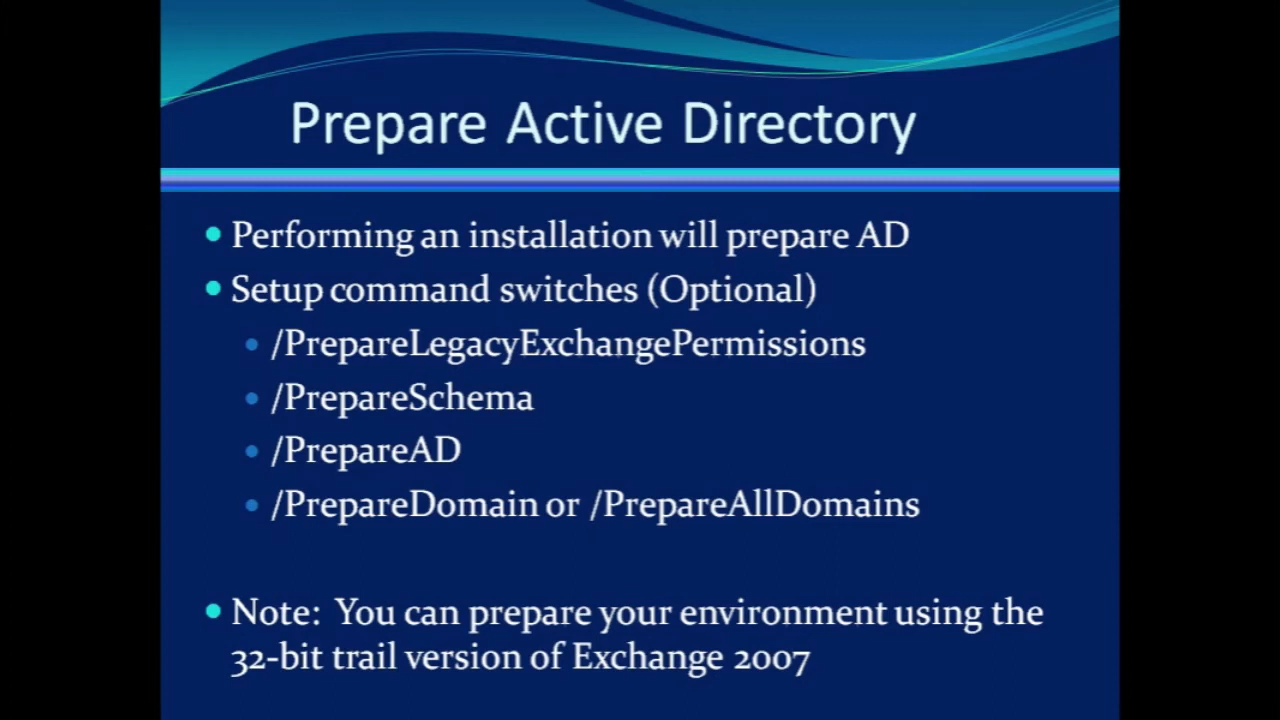 Prepare Active Directory
Performing an installation will prepare AD
Setup command switches (Optional)
/PrepareLegacyExchangePermissions
/PrepareSchema
/PrepareAD
/PrepareDomain or /PrepareAllDomains
Note: You can prepare your environment using the
32-bit trail version of Exchange 2007